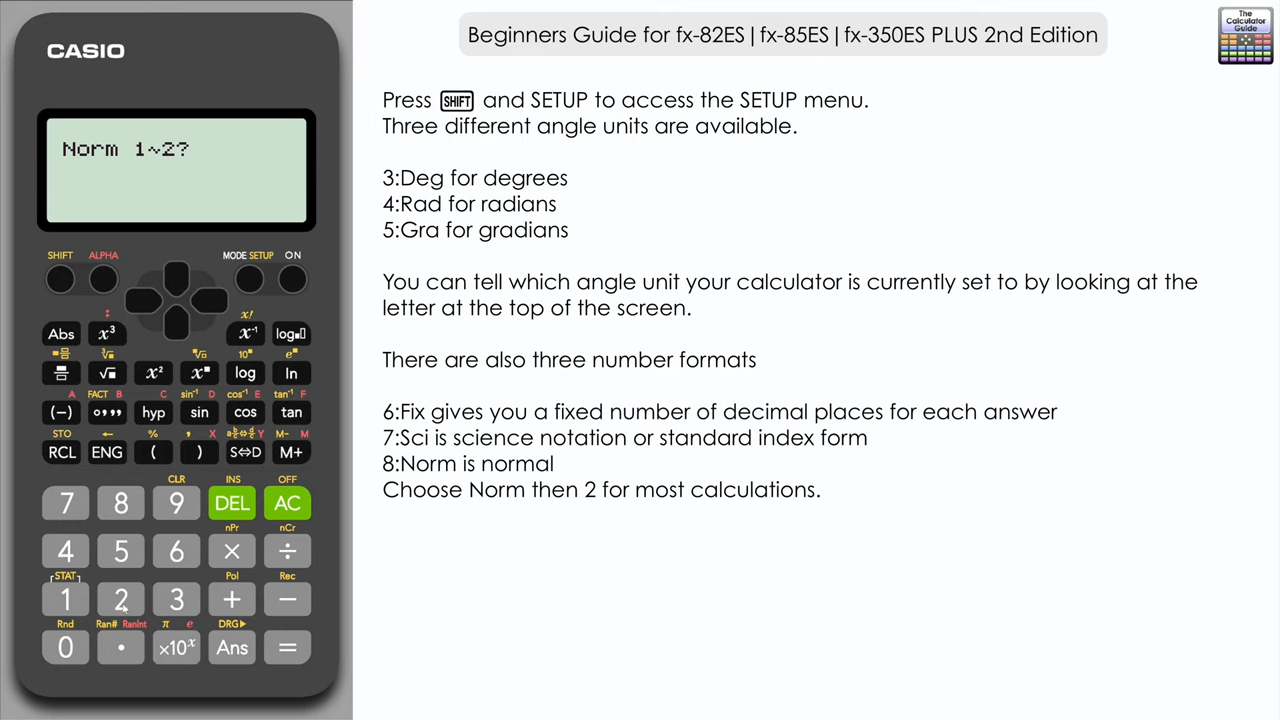 Beginners Guide for fx-82ES | fx-85ES | fx-350ES PLUS 2nd Edition
The
Calculator
Guide
CASIO
Norm 1~2?
SHIFT ALPHA MODE SETUP ON
:
x!
Abs x³ x⁻¹ log
³√ √ 10 e
√ x² x log ln
A FACT B C sin⁻¹ D cos⁻¹ E tan⁻¹ F
(-) ° , , , hyp sin cos tan
STO ← % , X a b/c⇔d/c Y M- M
RCL ENG ( ) S⇔D M+
CLR INS OFF
7 8 9 DEL AC
nPr nCr
4 5 6 × ÷
STAT Pol Rec
1 2 3 + −
Rnd Ran# RanInt π e DRG▶
0 • ×10ˣ Ans =
Press SHIFT and SETUP to access the SETUP menu.
Three different angle units are available.
3:Deg for degrees
4:Rad for radians
5:Gra for gradians
You can tell which angle unit your calculator is currently set to by looking at the
letter at the top of the screen.
There are also three number formats
6:Fix gives you a fixed number of decimal places for each answer
7:Sci is science notation or standard index form
8:Norm is normal
Choose Norm then 2 for most calculations.